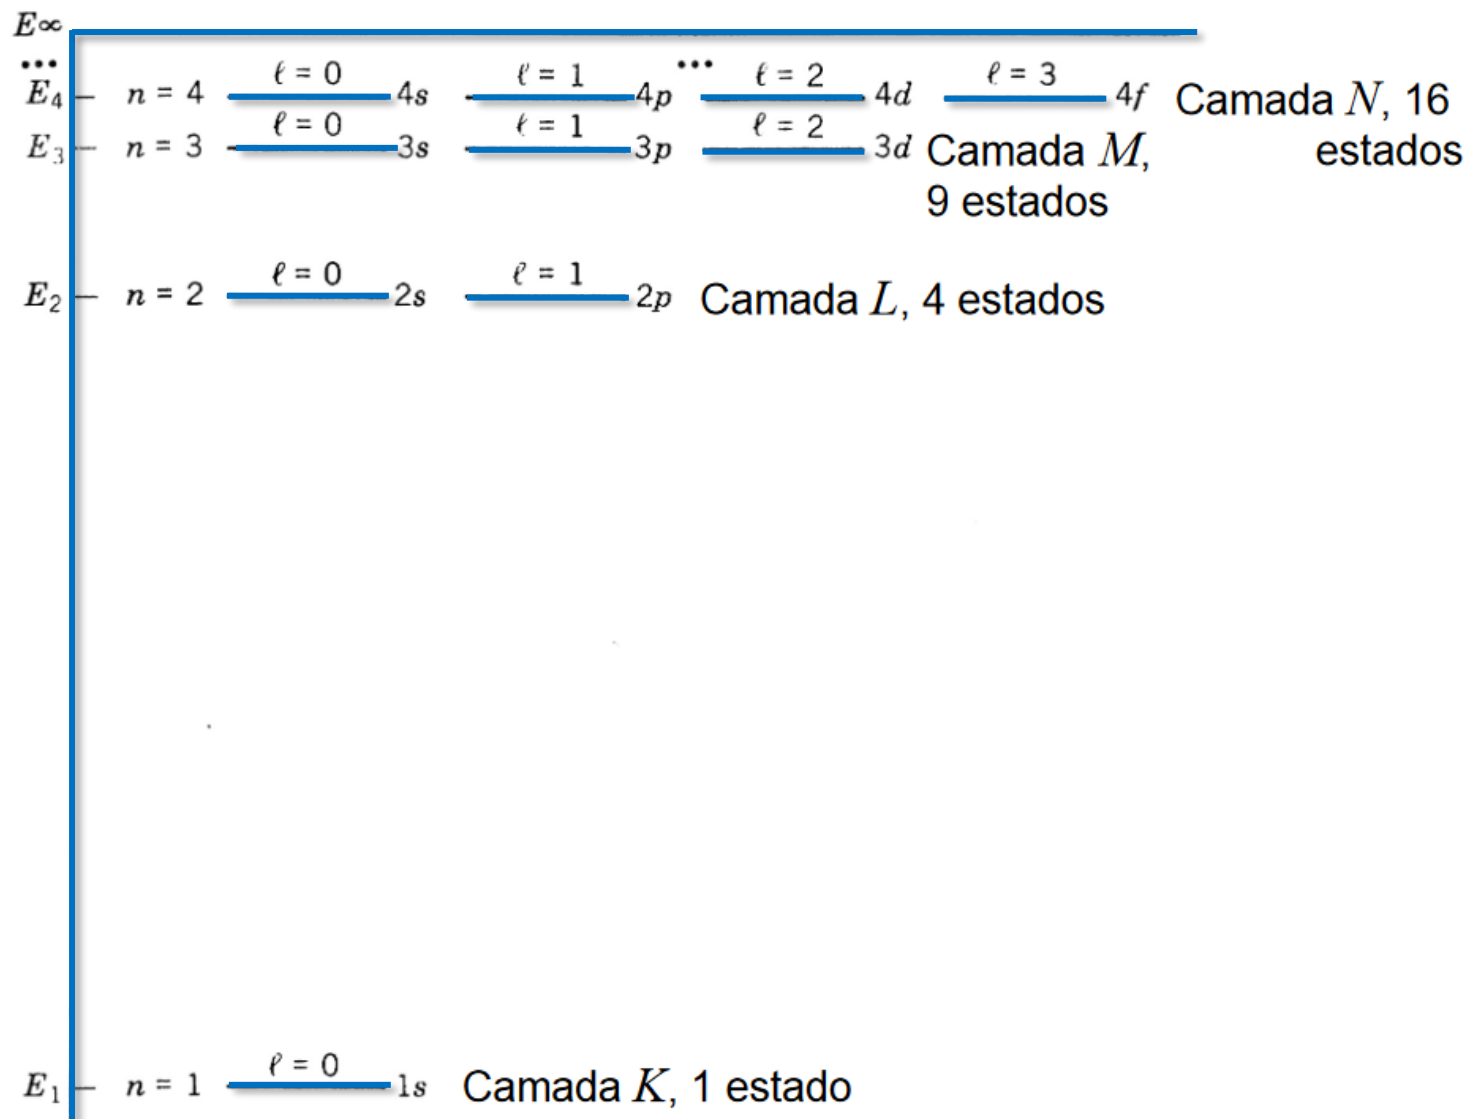 E∞
...
ℓ = 0 ℓ = 1 ... ℓ = 2 ℓ = 3
E₄ n = 4 4s 4p 4d 4f Camada N, 16
estados
ℓ = 0 ℓ = 1 ℓ = 2
E₃ n = 3 3s 3p 3d Camada M,
9 estados
ℓ = 0 ℓ = 1
E₂ n = 2 2s 2p Camada L, 4 estados
ℓ = 0
E₁ n = 1 1s Camada K, 1 estado